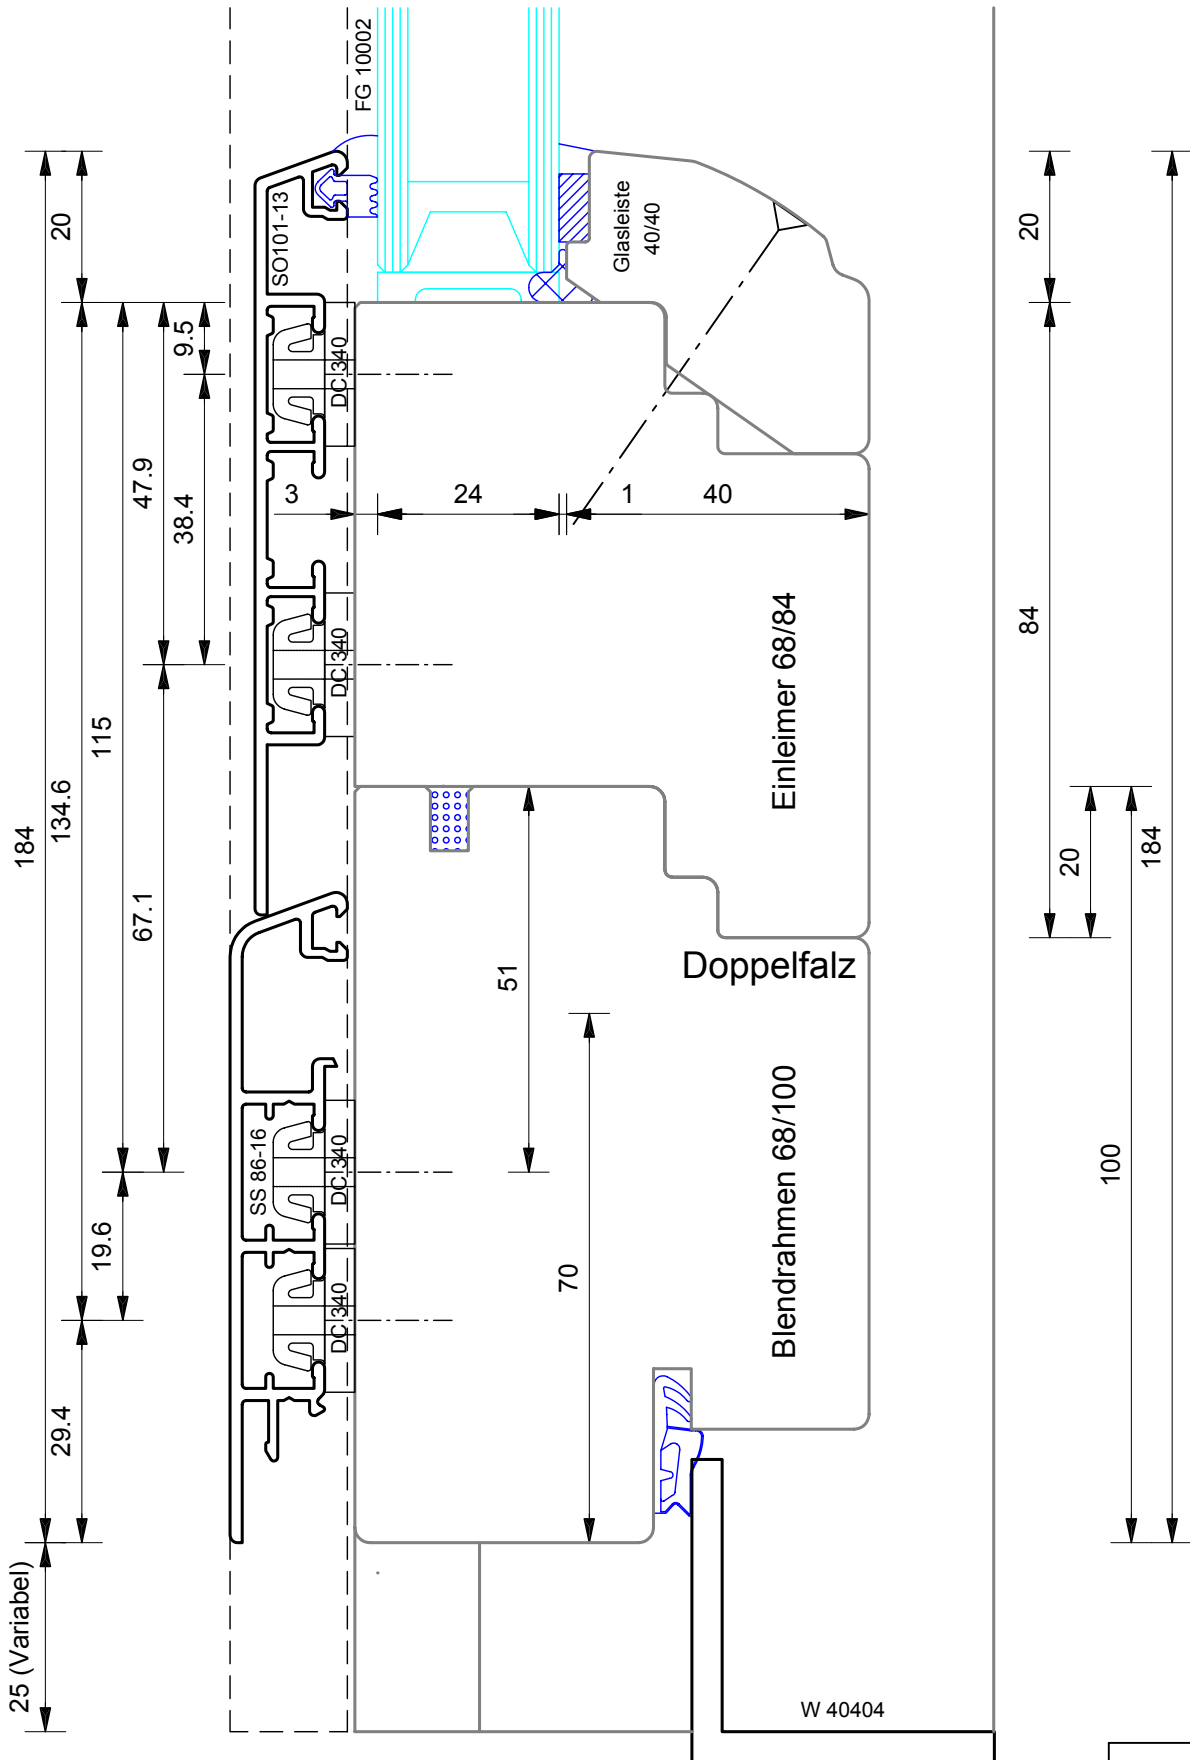 FG 10002
SO101-13
Glasleiste
40/40
20
20
9.5
DC 340
47.9
38.4
3
24
1
40
84
DC 340
Einleimer 68/84
115
134.6
184
67.1
20
184
51
Doppelfalz
70
SS 86-16
DC 340
Blendrahmen 68/100
100
19.6
DC 340
29.4
25 (Variabel)
W 40404